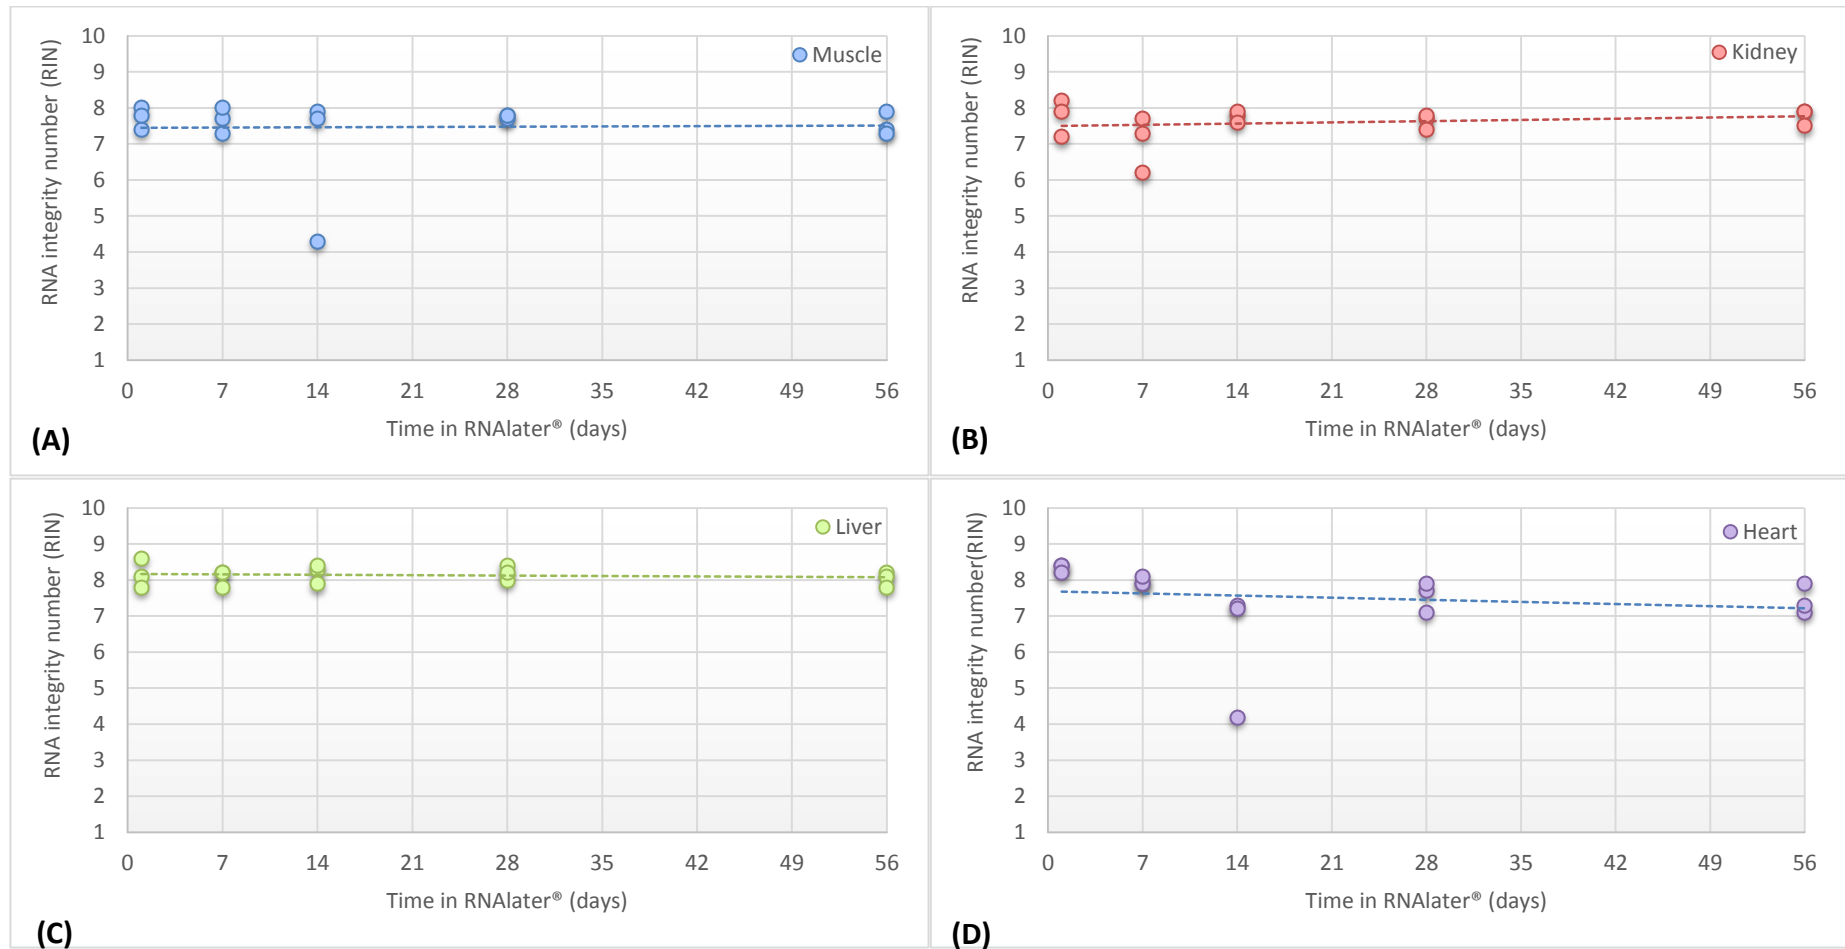 RNA integrity number (RIN)
10
9
8
7
6
5
4
3
2
1
Muscle
0 7 14 21 28 35 42 49 56
Time in RNAlater® (days)
(A)
RNA integrity number (RIN)
10
9
8
7
6
5
4
3
2
1
Kidney
0 7 14 21 28 35 42 49 56
Time in RNAlater® (days)
(B)
RNA integrity number (RIN)
10
9
8
7
6
5
4
3
2
1
Liver
0 7 14 21 28 35 42 49 56
Time in RNAlater® (days)
(C)
RNA integrity number(RIN)
10
9
8
7
6
5
4
3
2
1
Heart
0 7 14 21 28 35 42 49 56
Time in RNAlater® (days)
(D)